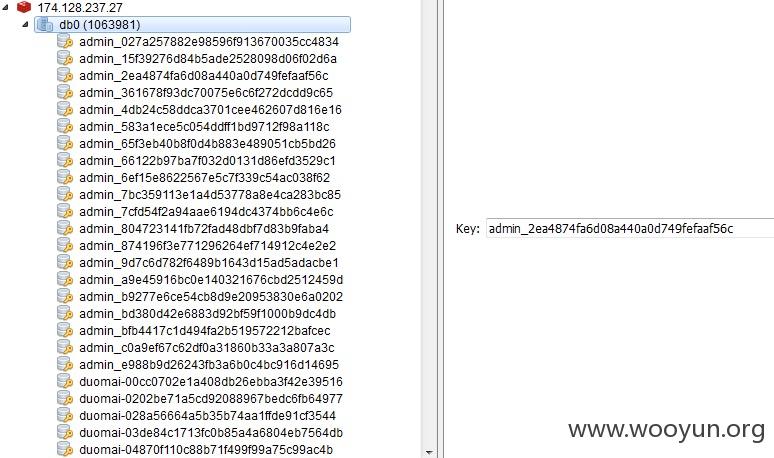 174.128.237.27
db0 (1063981)
admin_027a257882e98596f913670035cc4834
admin_15f39276d84b5ade2528098d06f02d6a
admin_2ea4874fa6d08a440a0d749fefaaf56c
admin_361678f93dc70075e6c6f272dcdd9c65
admin_4db24c58ddca3701cee462607d816e16
admin_583a1ece5c054ddff1bd9712f98a118c
admin_65f3eb40b8f0d4b883e489051cb5bd26
admin_66122b97ba7f032d0131d86efd3529c1
admin_6ef15e8622567e5c7f339c54ac038f62
admin_7bc359113e1a4d53778a8e4ca283bc85
admin_7cfd54f2a94aae6194dc4374bb6c4e6c
admin_804723141fb72fad48dbf7d83b9faba4
admin_874196f3e771296264ef714912c4e2e2
admin_9d7c6d782f6489b1643d15ad5adacbe1
admin_a9e45916bc0e140321676cbd2512459d
admin_b9277e6ce54cb8d9e20953830e6a0202
admin_bd380d42e6883d92bf59f1000b9dc4db
admin_bfb4417c1d494fa2b519572212bafcec
admin_c0a9ef67c62df0a31860b33a3a807a3c
admin_e988b9d26243fb3a6b0c4bc916d14695
duomai-00cc0702e1a408db26ebba3f42e39516
duomai-0202be71a5cd92088967bedc6fb64977
duomai-028a56664a5b35b74aa1ffde91cf3544
duomai-03de84c1713fc0b85a4a6804eb7564db
duomai-04870f110c88b71f499f99a75c99ac4b
Key: admin_2ea4874fa6d08a440a0d749fefaaf56c
www.wooyun.org